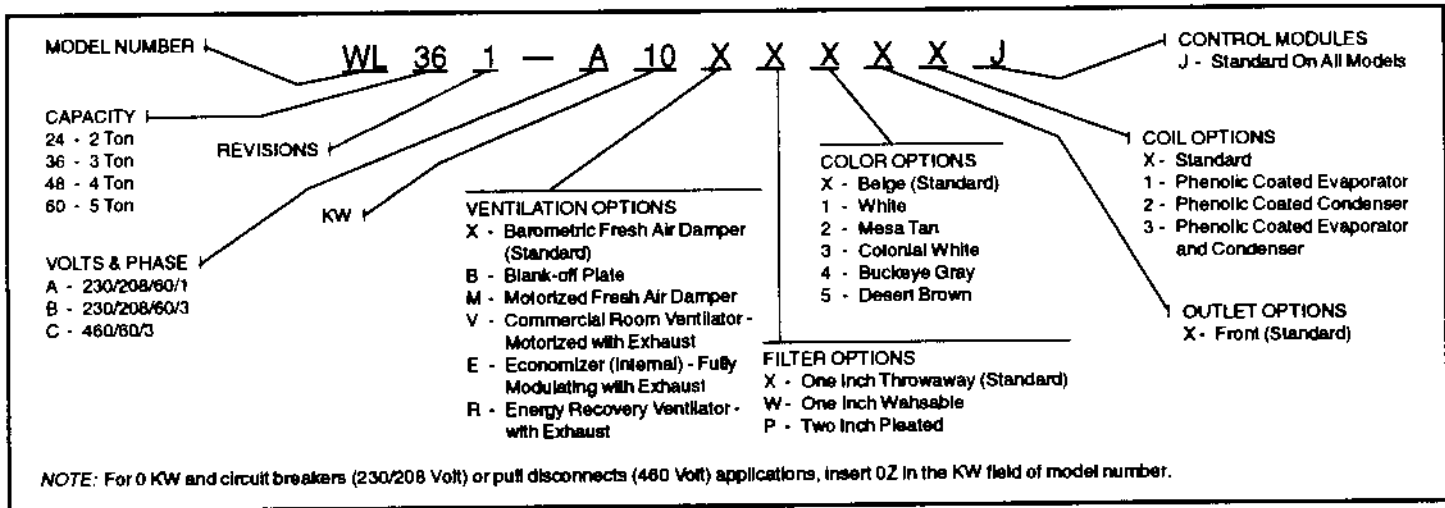 MODEL NUMBER
WL 36 1 — A 10 X X X X X J
CONTROL MODULES
J - Standard On All Models
CAPACITY
24 - 2 Ton
36 - 3 Ton
48 - 4 Ton
60 - 5 Ton
REVISIONS
VOLTS & PHASE
A - 230/208/60/1
B - 230/208/60/3
C - 460/60/3
KW
VENTILATION OPTIONS
X - Barometric Fresh Air Damper
(Standard)
B - Blank-off Plate
M - Motorized Fresh Air Damper
V - Commercial Room Ventilator -
Motorized with Exhaust
E - Economizer (Internal) - Fully
Modulating with Exhaust
R - Energy Recovery Ventilator -
with Exhaust
COLOR OPTIONS
X - Beige (Standard)
1 - White
2 - Mesa Tan
3 - Colonial White
4 - Buckeye Gray
5 - Desert Brown
FILTER OPTIONS
X - One Inch Throwaway (Standard)
W - One Inch Wahsable
P - Two Inch Pleated
COIL OPTIONS
X - Standard
1 - Phenolic Coated Evaporator
2 - Phenolic Coated Condenser
3 - Phenolic Coated Evaporator
and Condenser
OUTLET OPTIONS
X - Front (Standard)
NOTE: For 0 KW and circuit breakers (230/208 Volt) or pull disconnects (460 Volt) applications, insert 0Z in the KW field of model number.